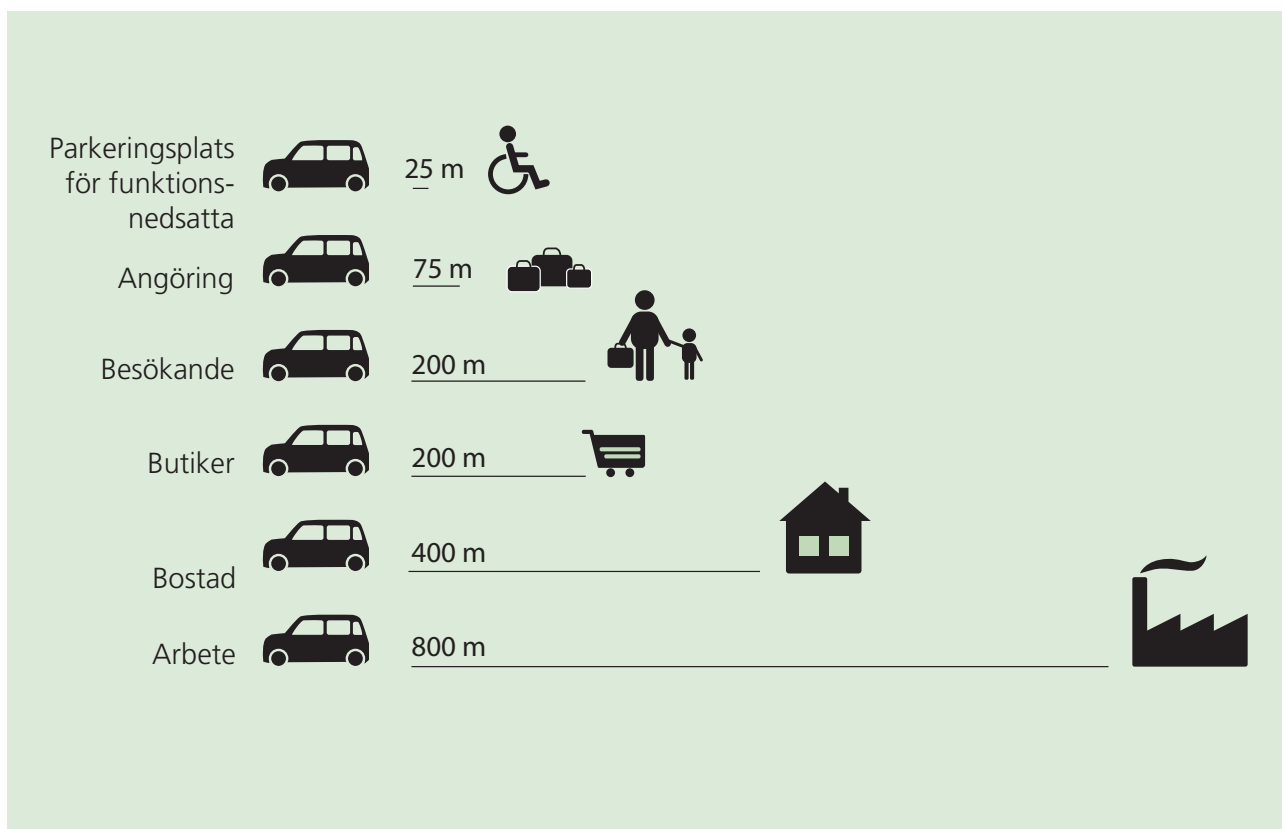 Parkeringsplats
för funktions-
nedsatta
25 m
Angöring
75 m
Besökande
200 m
Butiker
200 m
Bostad
400 m
Arbete
800 m